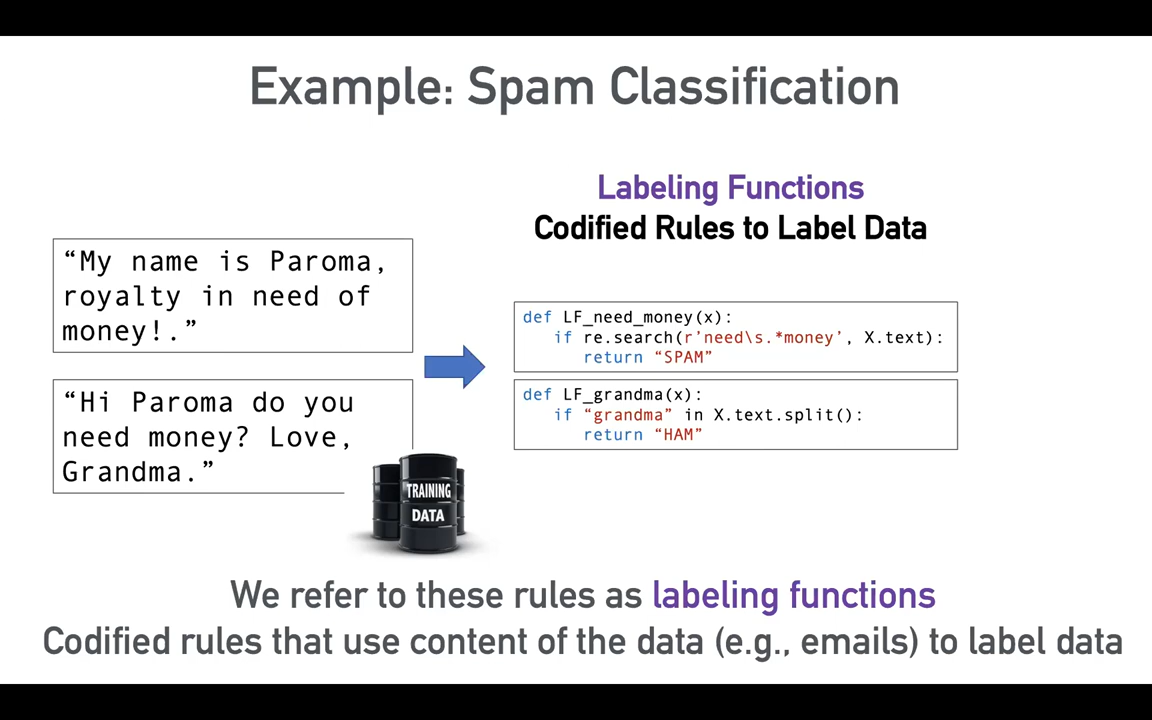 Example: Spam Classification
Labeling Functions
Codified Rules to Label Data
“My name is Paroma,
royalty in need of
money!.”
“Hi Paroma do you
need money? Love,
Grandma.”
def LF_need_money(x):
if re.search(r’need\s.*money’, X.text):
return “SPAM”
def LF_grandma(x):
if “grandma” in X.text.split():
return “HAM”
TRAINING
DATA
We refer to these rules as labeling functions
Codified rules that use content of the data (e.g., emails) to label data